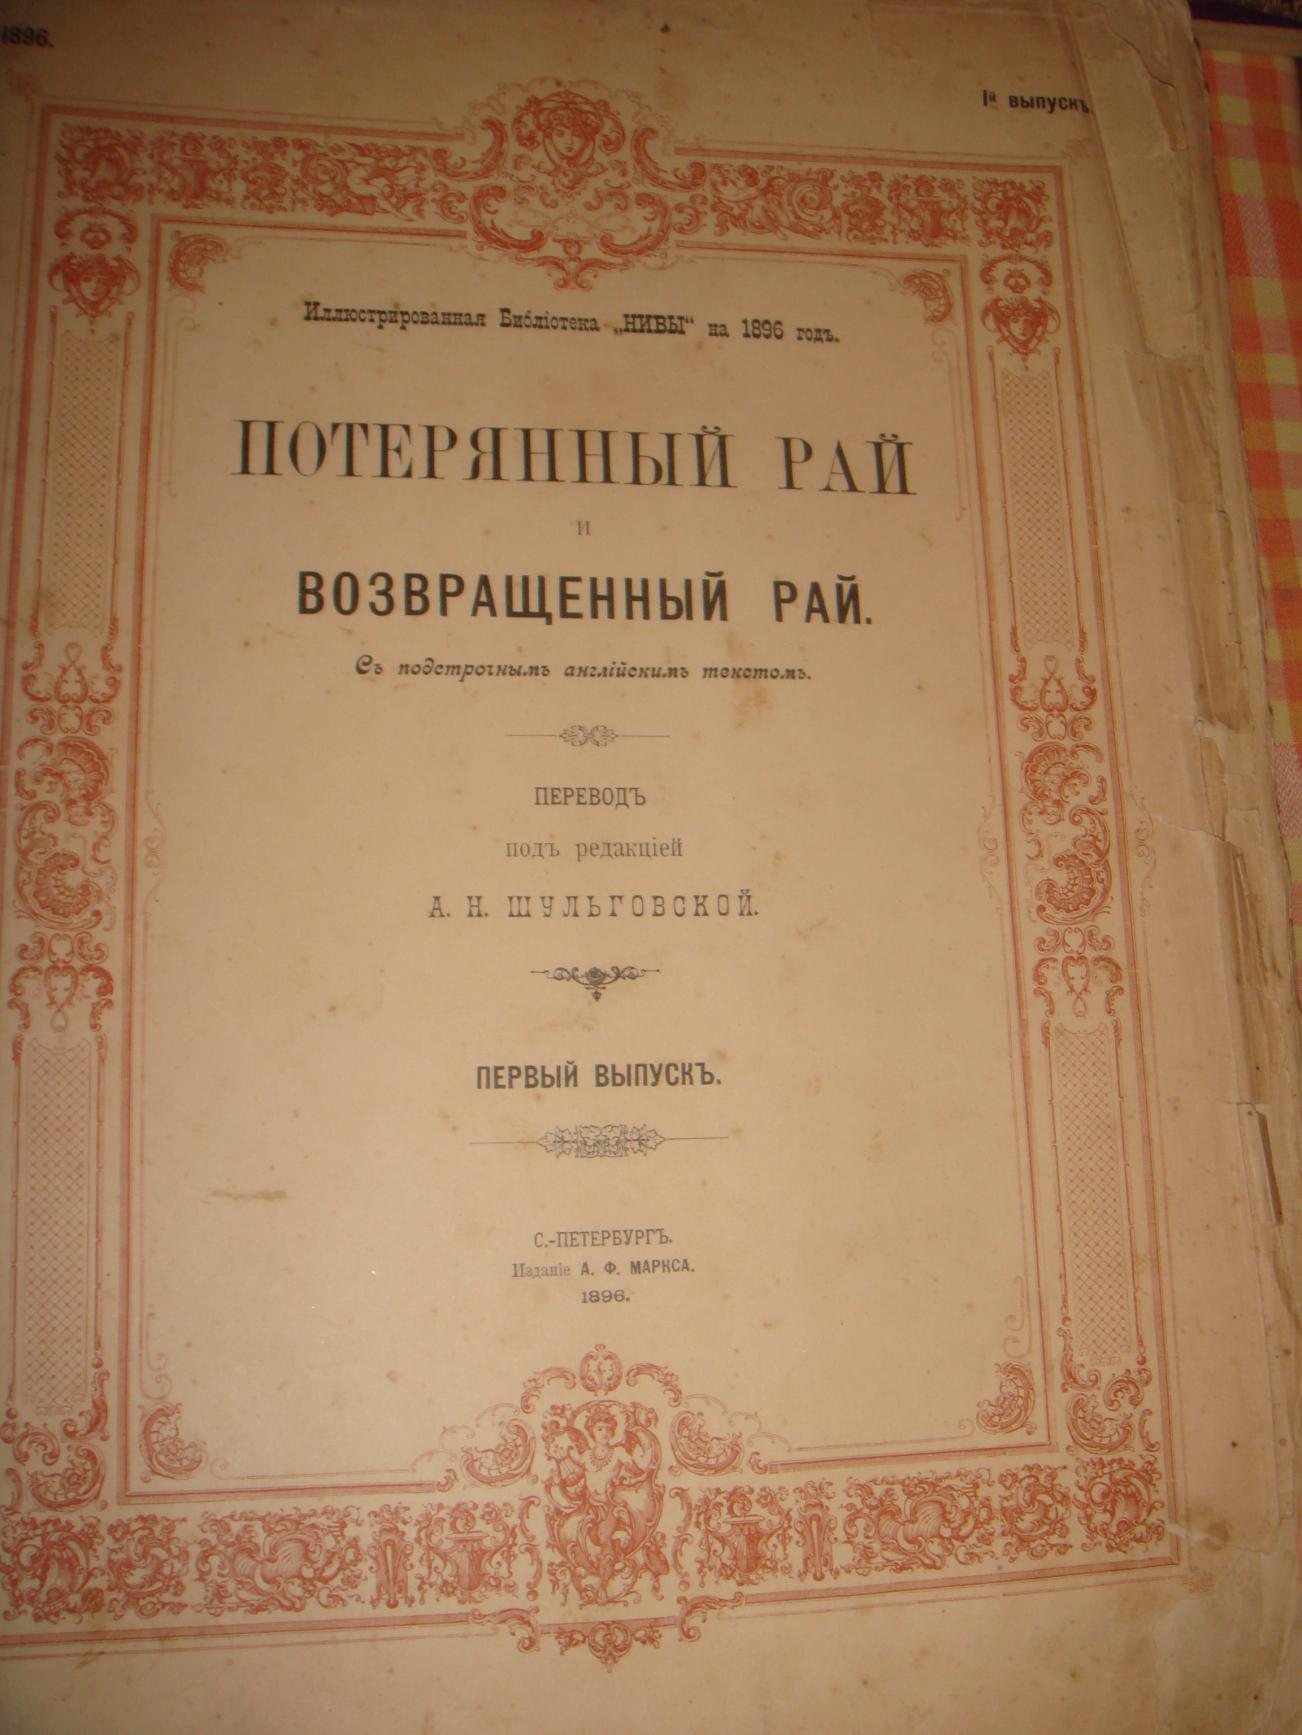 1896.
Iй выпускъ.
Иллюстрированная Библіотека „НИВЫ“ на 1896 годъ.
ПОТЕРЯННЫЙ РАЙ
и
ВОЗВРАЩЕННЫЙ РАЙ.
Съ подстрочнымъ англійскимъ текстомъ.
ПЕРЕВОДЪ
подъ редакціей
А. Н. ШУЛЬГОВСКОЙ.
ПЕРВЫЙ ВЫПУСКЪ.
С.-ПЕТЕРБУРГЪ.
Изданіе А. Ф. МАРКСА.
1896.